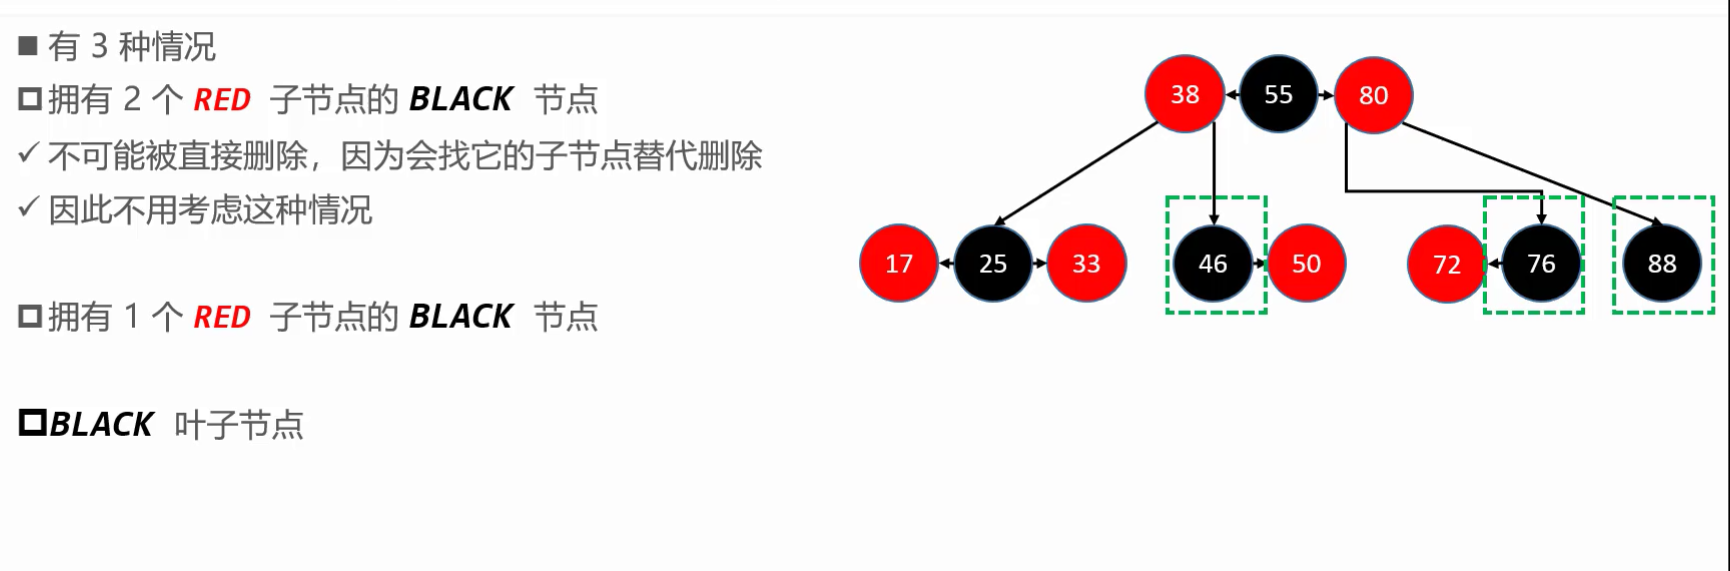 ■ 有 3 种情况
拥有 2 个 RED 子节点的 BLACK 节点
✓ 不可能被直接删除，因为会找它的子节点替代删除
✓ 因此不用考虑这种情况
拥有 1 个 RED 子节点的 BLACK 节点
BLACK 叶子节点
38 55 80
17 25 33 46 50 72 76 88